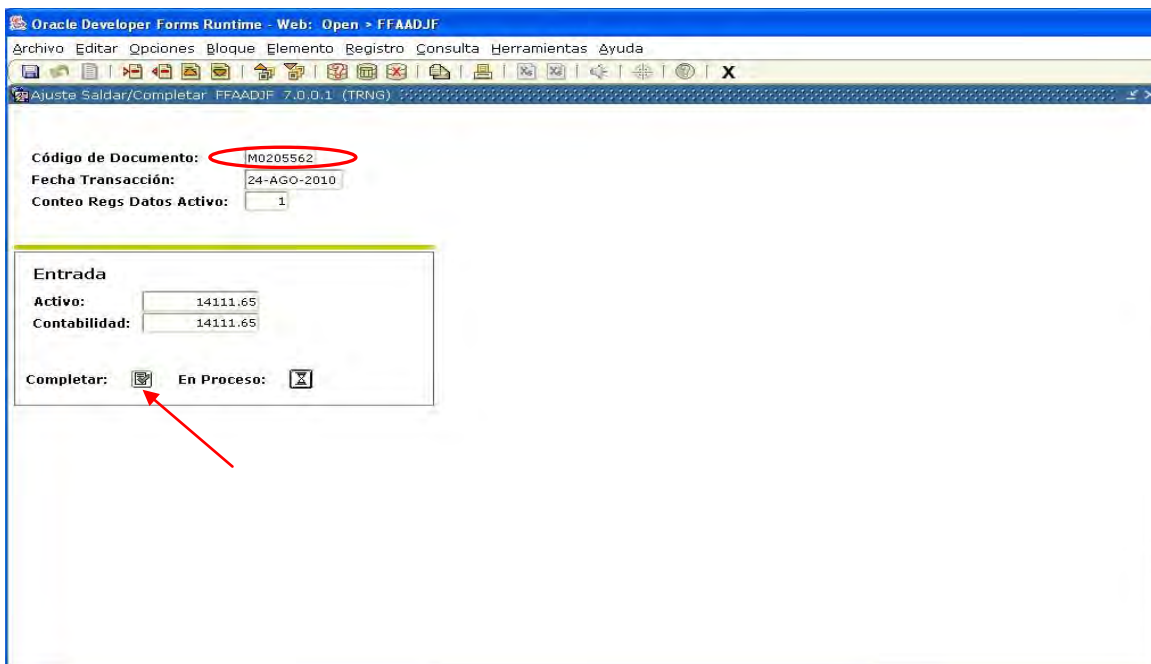 Oracle Developer Forms Runtime - Web: Open > FFAADJF
Archivo Editar Opciones Bloque Elemento Registro Consulta Herramientas Ayuda
X
Ajuste Saldar/Completar FFAADJF 7.0.0.1 (TRNG)
Código de Documento: M0205562
Fecha Transacción: 24-AGO-2010
Conteo Regs Datos Activo: 1
Entrada
Activo: 14111.65
Contabilidad: 14111.65
Completar: En Proceso: